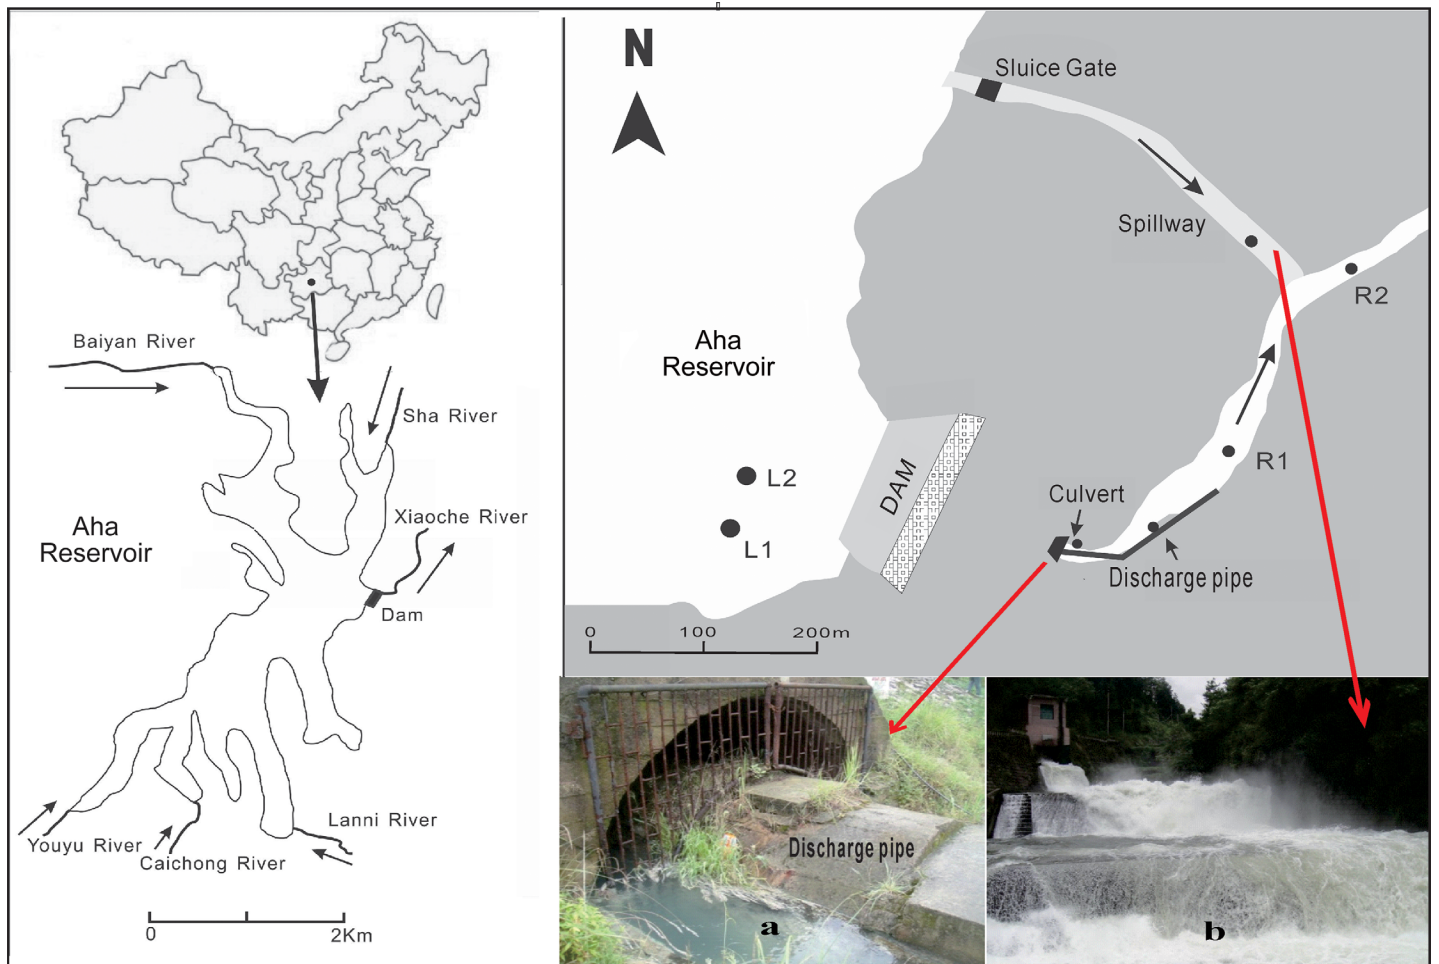 N
Sluice Gate
Spillway
R2
Aha
Reservoir
L2
L1
DAM
R1
Culvert
Discharge pipe
0 100 200m
Baiyan River
Sha River
Xiaoche River
Aha
Reservoir
Dam
Youyu River
Caichong River
Lanni River
0 2Km
Discharge pipe
a
b